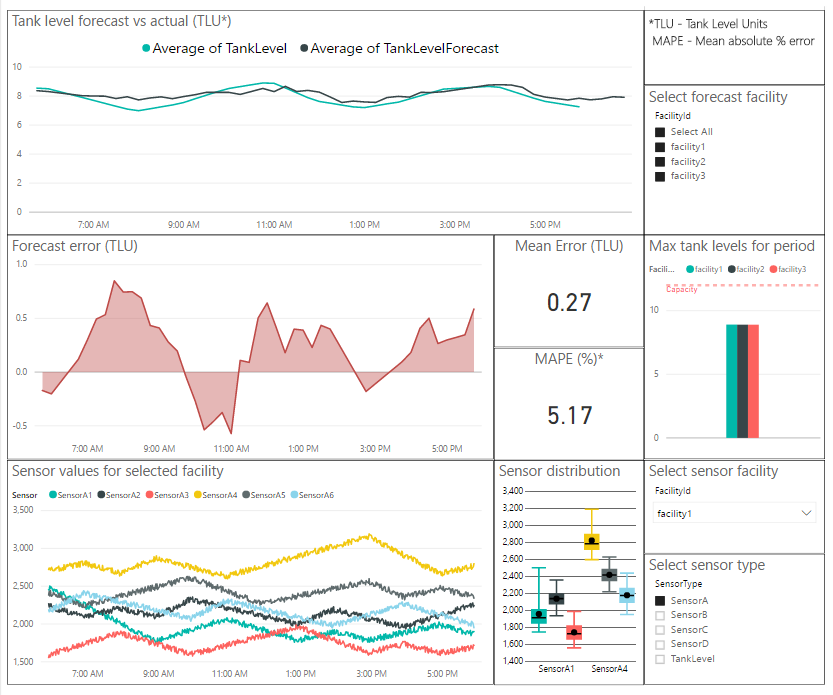 Tank level forecast vs actual (TLU*)
Average of TankLevel Average of TankLevelForecast
10
8
6
4
2
0
7:00 AM 9:00 AM 11:00 AM 1:00 PM 3:00 PM 5:00 PM
*TLU - Tank Level Units
MAPE - Mean absolute % error
Select forecast facility
FacilityId
Select All
facility1
facility2
facility3
Forecast error (TLU)
1.0
0.5
0.0
-0.5
7:00 AM 9:00 AM 11:00 AM 1:00 PM 3:00 PM 5:00 PM
Mean Error (TLU)
0.27
MAPE (%)*
5.17
Max tank levels for period
Facili... facility1 facility2 facility3
Capacity
10
5
0
Sensor values for selected facility
Sensor SensorA1 SensorA2 SensorA3 SensorA4 SensorA5 SensorA6
3,500
3,000
2,500
2,000
1,500
7:00 AM 9:00 AM 11:00 AM 1:00 PM 3:00 PM 5:00 PM
Sensor distribution
3,400
3,200
3,000
2,800
2,600
2,400
2,200
2,000
1,800
1,600
1,400
SensorA1 SensorA4
Select sensor facility
FacilityId
facility1
Select sensor type
SensorType
SensorA
SensorB
SensorC
SensorD
TankLevel